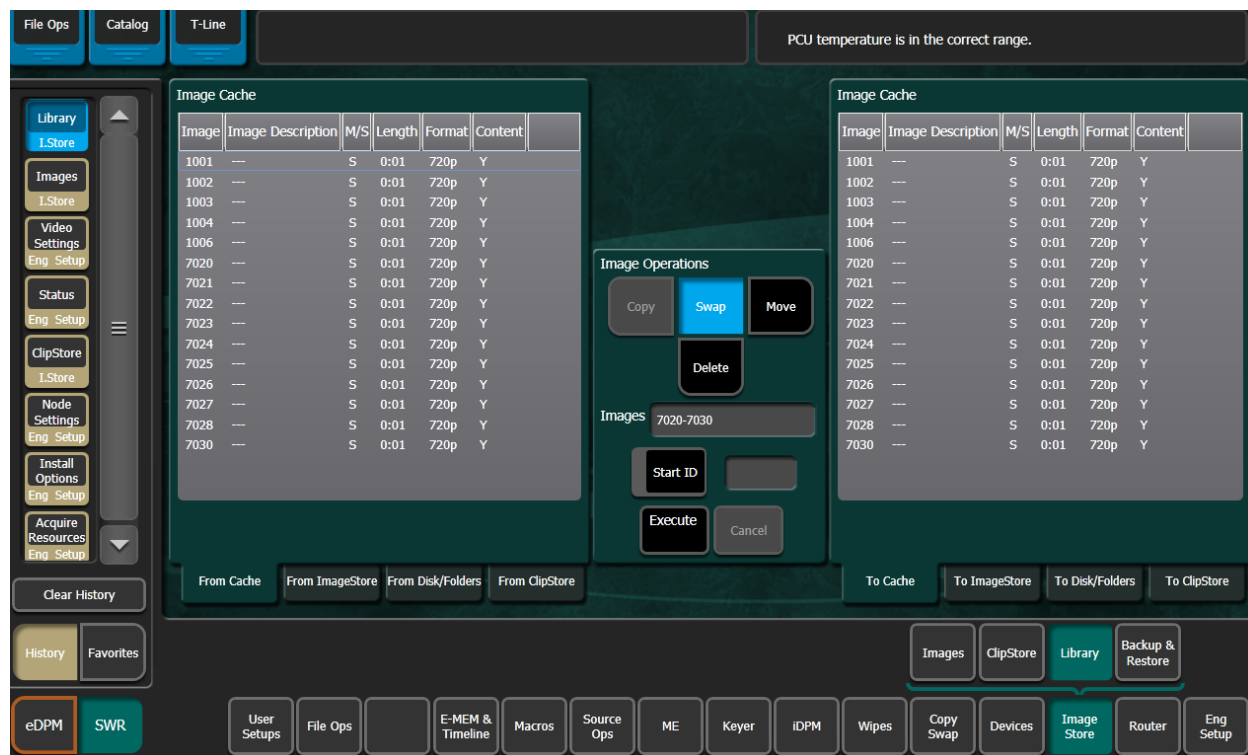 File Ops
Catalog
T-Line
PCU temperature is in the correct range.
Library
I.Store
Images
I.Store
Video
Settings
Eng Setup
Status
Eng Setup
ClipStore
I.Store
Node
Settings
Eng Setup
Install
Options
Eng Setup
Acquire
Resources
Eng Setup
Clear History
History Favorites
Image Cache
Image Image Description M/S Length Format Content
1001 --- S 0:01 720p Y
1002 --- S 0:01 720p Y
1003 --- S 0:01 720p Y
1004 --- S 0:01 720p Y
1006 --- S 0:01 720p Y
7020 --- S 0:01 720p Y
7021 --- S 0:01 720p Y
7022 --- S 0:01 720p Y
7023 --- S 0:01 720p Y
7024 --- S 0:01 720p Y
7025 --- S 0:01 720p Y
7026 --- S 0:01 720p Y
7027 --- S 0:01 720p Y
7028 --- S 0:01 720p Y
7030 --- S 0:01 720p Y
From Cache From ImageStore From Disk/Folders From ClipStore
Image Operations
Copy Swap Move
Delete
Images 7020-7030
Start ID
Execute Cancel
Image Cache
Image Image Description M/S Length Format Content
1001 --- S 0:01 720p Y
1002 --- S 0:01 720p Y
1003 --- S 0:01 720p Y
1004 --- S 0:01 720p Y
1006 --- S 0:01 720p Y
7020 --- S 0:01 720p Y
7021 --- S 0:01 720p Y
7022 --- S 0:01 720p Y
7023 --- S 0:01 720p Y
7024 --- S 0:01 720p Y
7025 --- S 0:01 720p Y
7026 --- S 0:01 720p Y
7027 --- S 0:01 720p Y
7028 --- S 0:01 720p Y
7030 --- S 0:01 720p Y
To Cache To ImageStore To Disk/Folders To ClipStore
Images
ClipStore
Library
Backup &
Restore
eDPM
SWR
User
Setups
File Ops
E-MEM &
Timeline
Macros
Source
Ops
ME
Keyer
iDPM
Wipes
Copy
Swap
Devices
Image
Store
Router
Eng
Setup